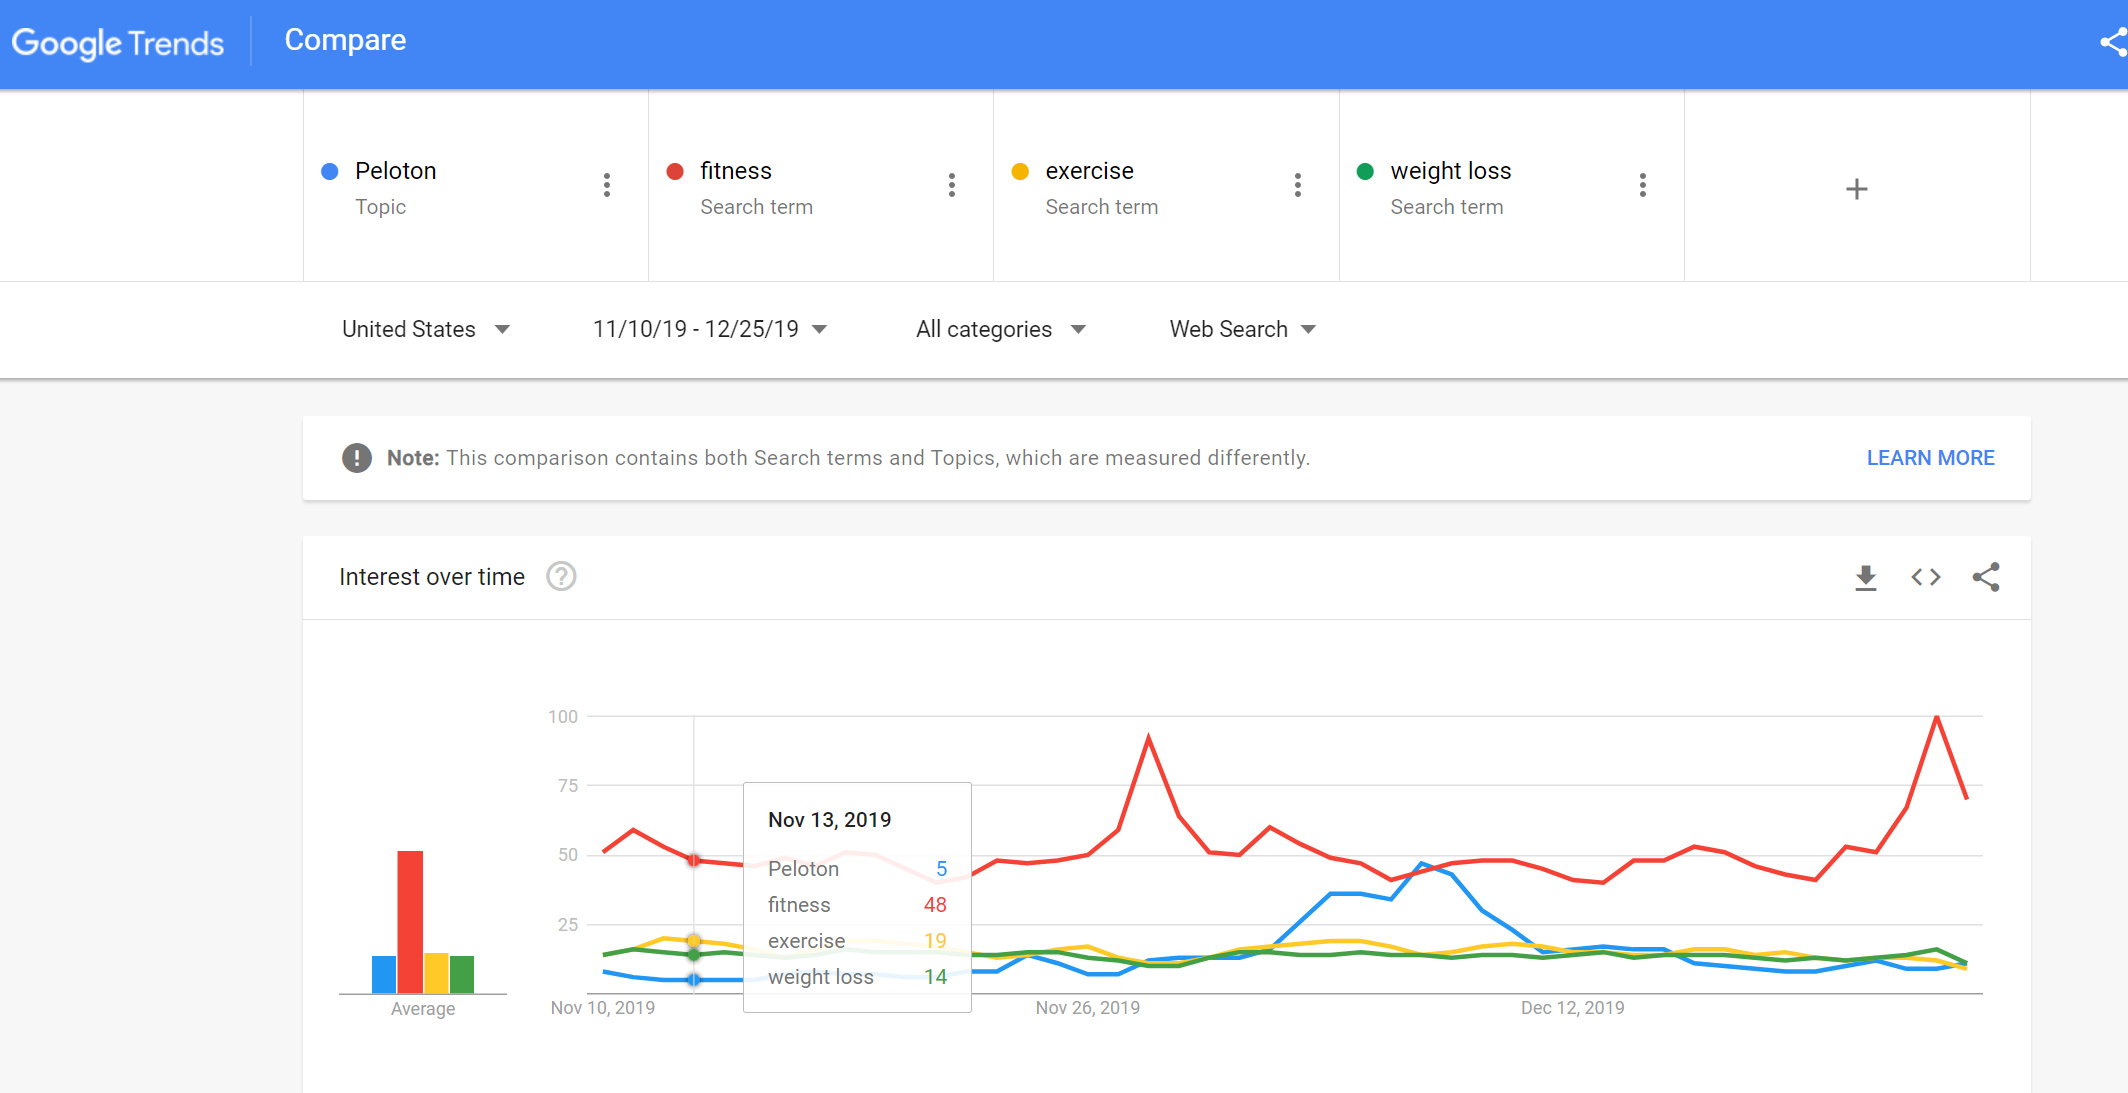 Google Trends Compare
Peloton
Topic
fitness
Search term
exercise
Search term
weight loss
Search term
United States 11/10/19 - 12/25/19 All categories Web Search
Note: This comparison contains both Search terms and Topics, which are measured differently. LEARN MORE
Interest over time
100
75
50
25
Nov 13, 2019
Peloton 5
fitness 48
exercise 19
weight loss 14
Average
Nov 10, 2019 Nov 26, 2019 Dec 12, 2019